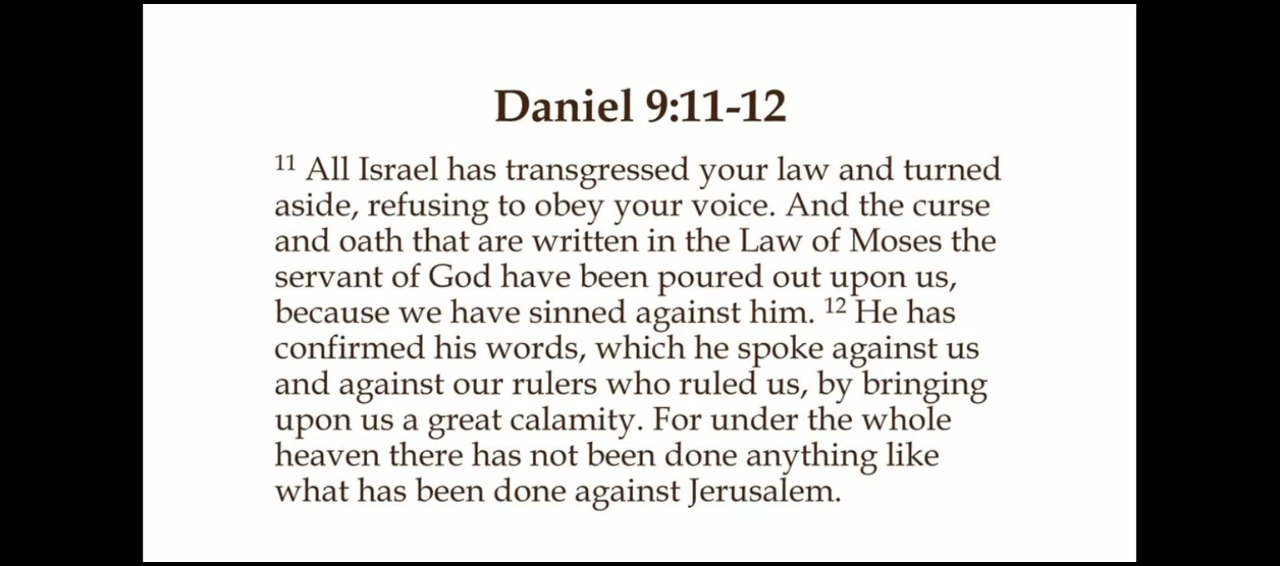 Daniel 9:11-12
11 All Israel has transgressed your law and turned
aside, refusing to obey your voice. And the curse
and oath that are written in the Law of Moses the
servant of God have been poured out upon us,
because we have sinned against him. 12 He has
confirmed his words, which he spoke against us
and against our rulers who ruled us, by bringing
upon us a great calamity. For under the whole
heaven there has not been done anything like
what has been done against Jerusalem.